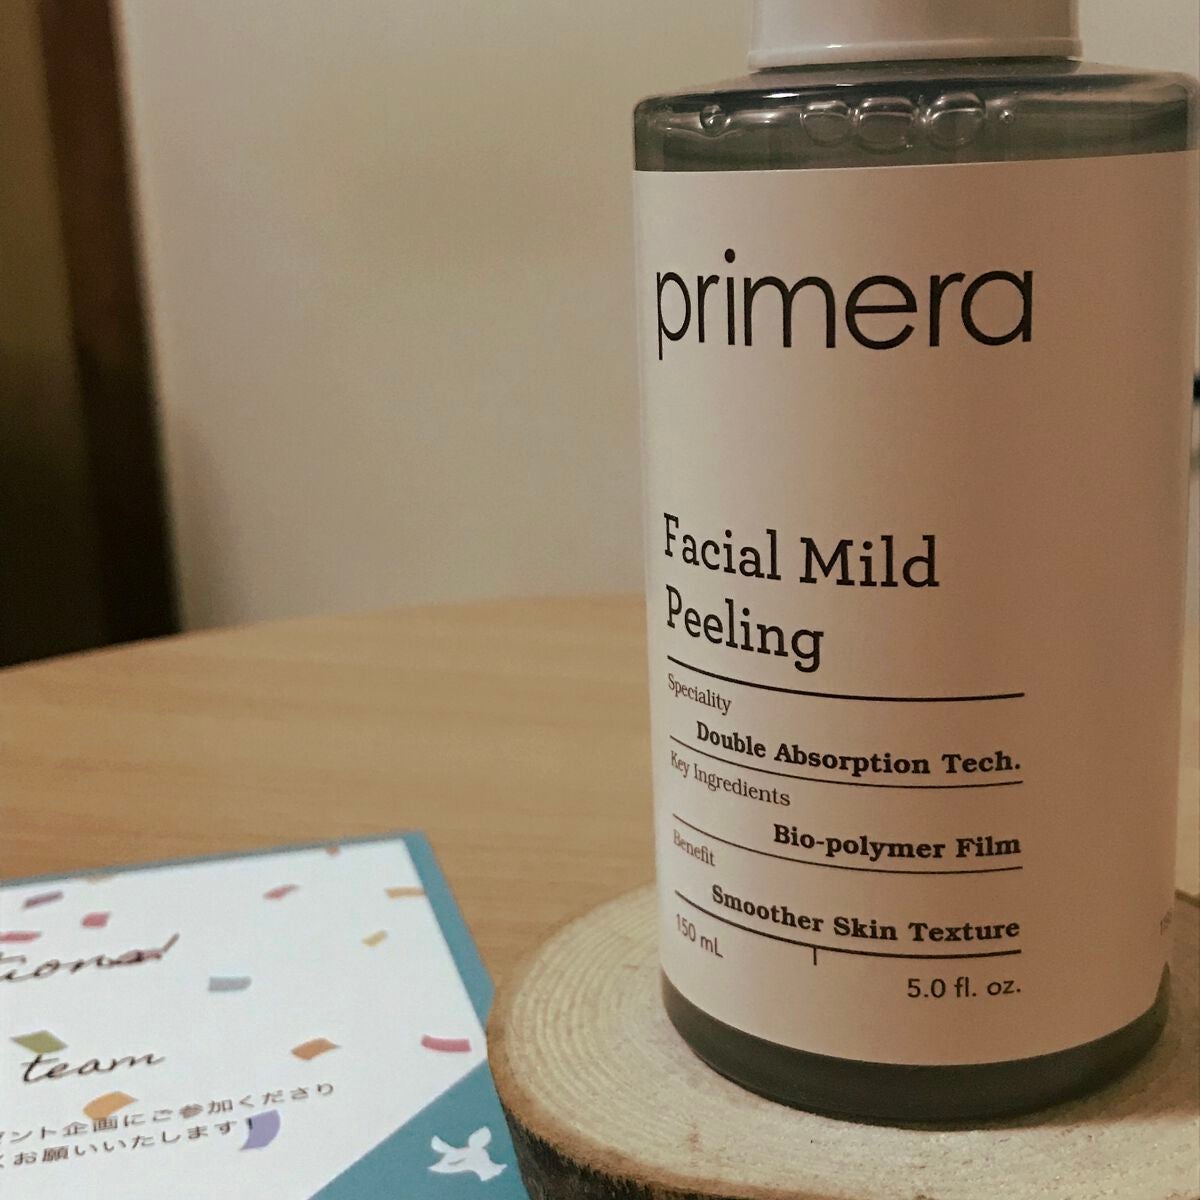 primera
Facial Mild
Peeling
Speciality
Double Absorption Tech.
Key Ingredients
Bio-polymer Film
Benefit
Smoother Skin Texture
150 mL
5.0 fl. oz.
team
ント企画にご参加くださり
くお願いいたします!